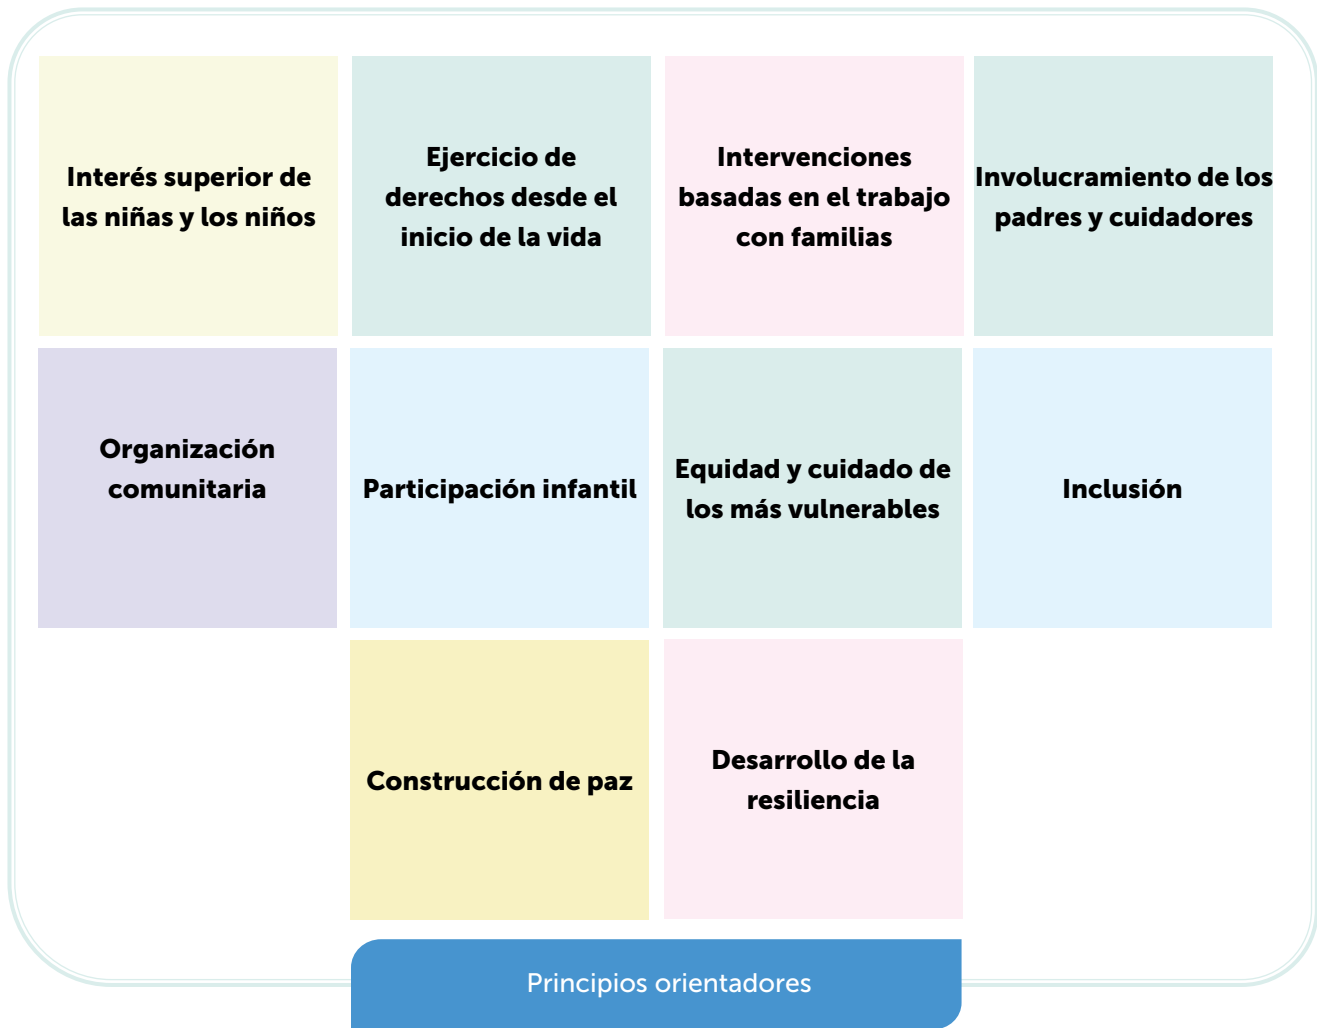 Interés superior de
las niñas y los niños
Ejercicio de
derechos desde el
inicio de la vida
Intervenciones
basadas en el trabajo
con familias
Involucramiento de los
padres y cuidadores
Organización
comunitaria
Participación infantil
Equidad y cuidado de
los más vulnerables
Inclusión
Construcción de paz
Desarrollo de la
resiliencia
Principios orientadores